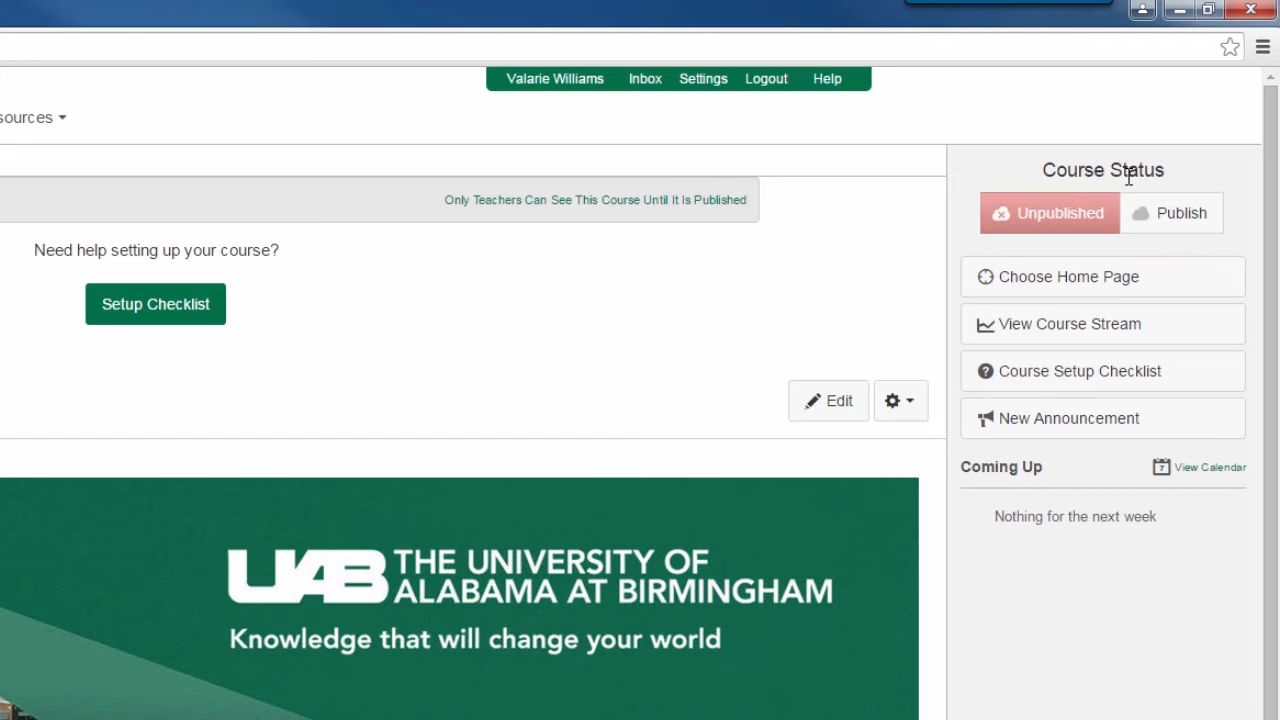 Valarie Williams Inbox Settings Logout Help
sources
Course Status
Only Teachers Can See This Course Until It Is Published
Unpublished Publish
Need help setting up your course?
Choose Home Page
Setup Checklist
View Course Stream
Course Setup Checklist
Edit
New Announcement
Coming Up 7 View Calendar
Nothing for the next week
UAB THE UNIVERSITY OF
ALABAMA AT BIRMINGHAM
Knowledge that will change your world